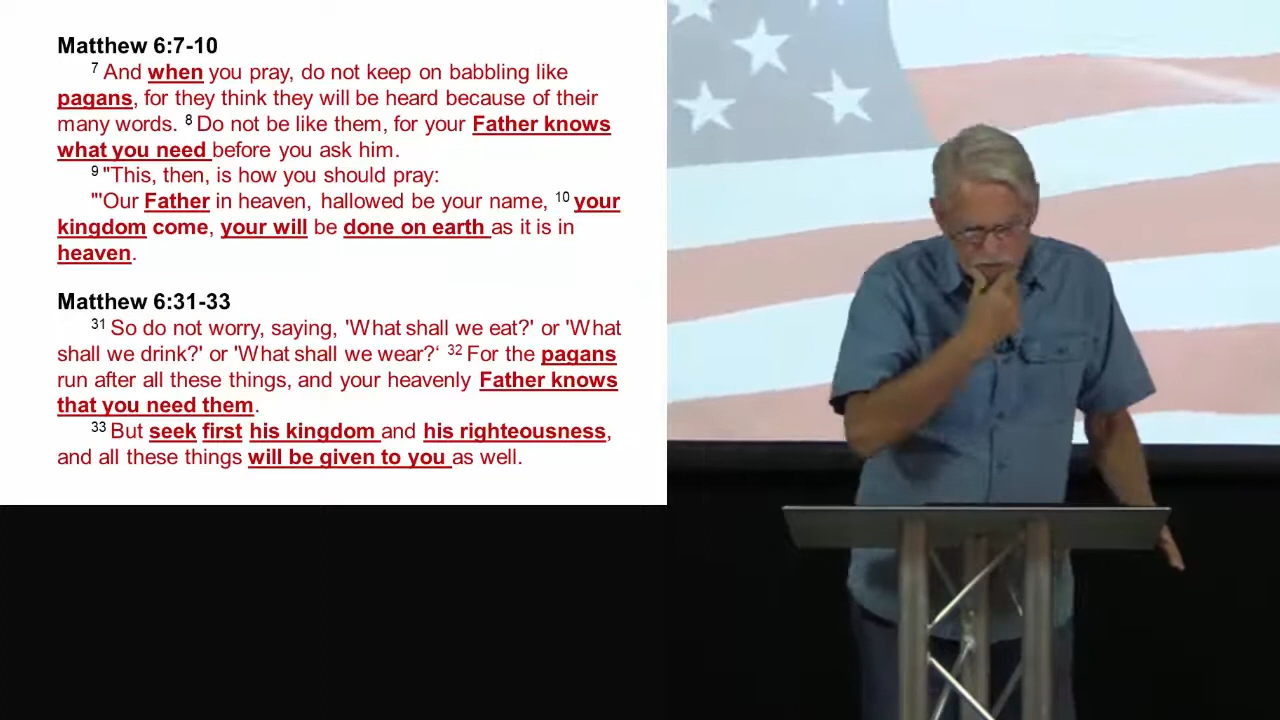 Matthew 6:7-10
7 And when you pray, do not keep on babbling like
pagans, for they think they will be heard because of their
many words. 8 Do not be like them, for your Father knows
what you need before you ask him.
9 "This, then, is how you should pray:
"'Our Father in heaven, hallowed be your name, 10 your
kingdom come, your will be done on earth as it is in
heaven.
Matthew 6:31-33
31 So do not worry, saying, 'What shall we eat?' or 'What
shall we drink?' or 'What shall we wear?‘ 32 For the pagans
run after all these things, and your heavenly Father knows
that you need them.
33 But seek first his kingdom and his righteousness,
and all these things will be given to you as well.